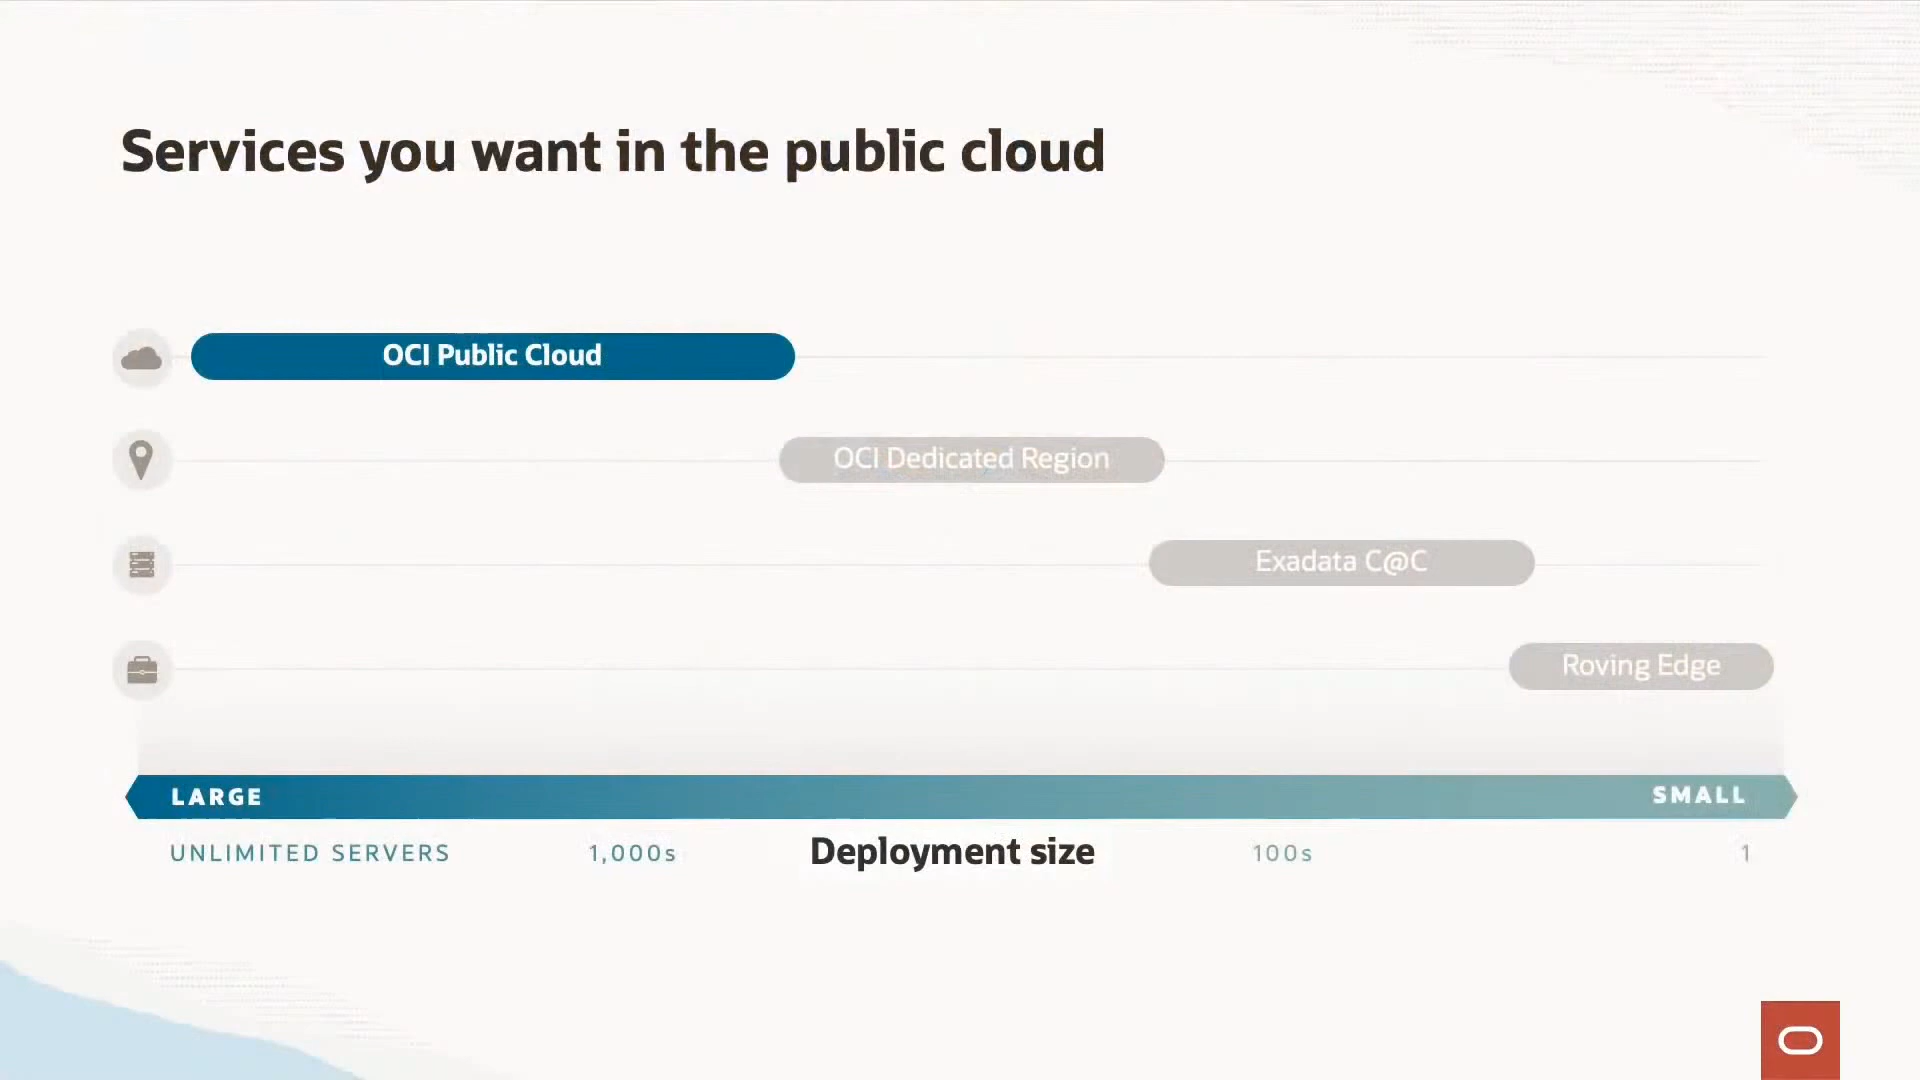 Services you want in the public cloud
OCI Public Cloud
OCI Dedicated Region
Exadata C@C
Roving Edge
LARGE
SMALL
UNLIMITED SERVERS
1,000s
Deployment size
100s
1